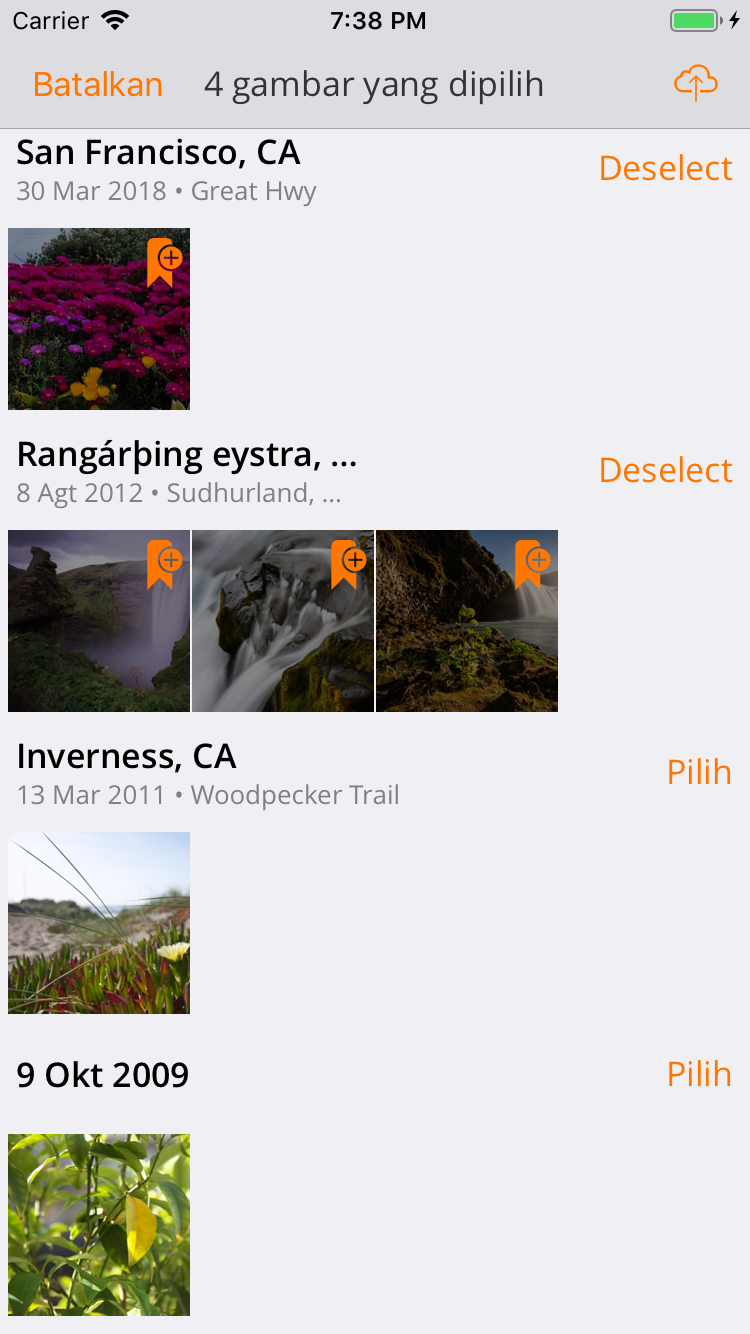 Carrier 7:38 PM
Batalkan 4 gambar yang dipilih
San Francisco, CA
Deselect
30 Mar 2018 • Great Hwy
Rangárþing eystra, ...
Deselect
8 Agt 2012 • Sudhurland, ...
Inverness, CA
Pilih
13 Mar 2011 • Woodpecker Trail
9 Okt 2009
Pilih